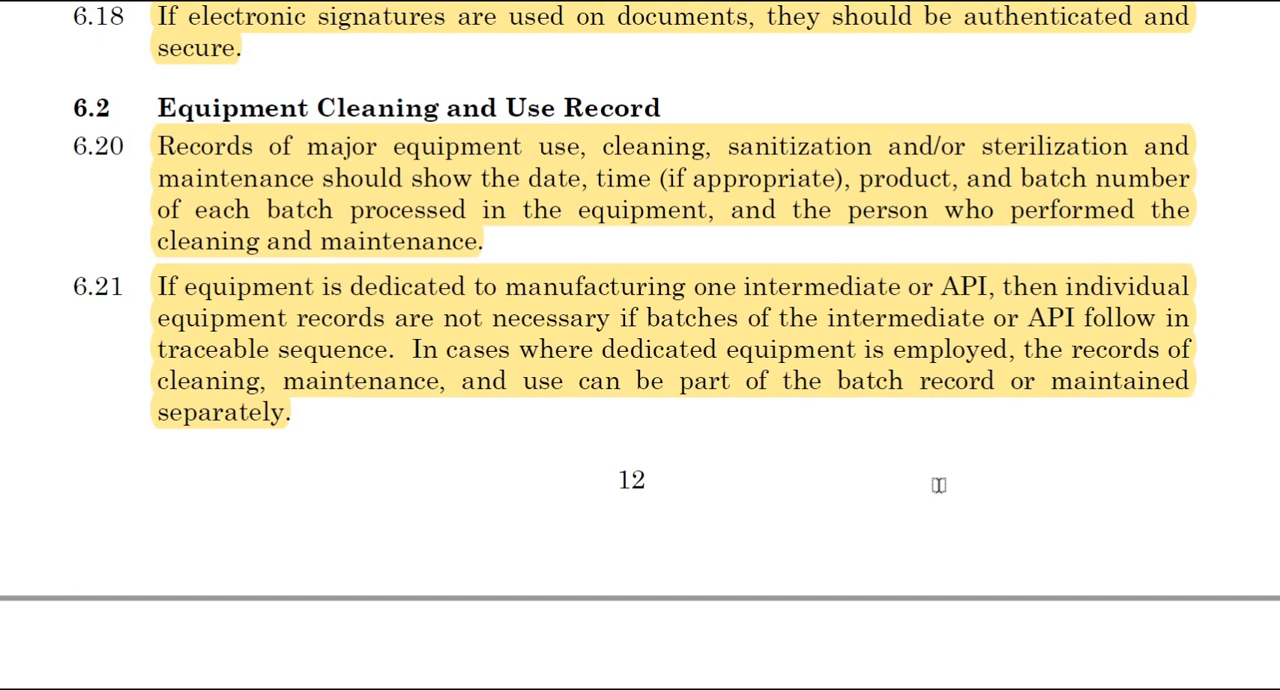 6.18 If electronic signatures are used on documents, they should be authenticated and
secure.
6.2 Equipment Cleaning and Use Record
6.20 Records of major equipment use, cleaning, sanitization and/or sterilization and
maintenance should show the date, time (if appropriate), product, and batch number
of each batch processed in the equipment, and the person who performed the
cleaning and maintenance.
6.21 If equipment is dedicated to manufacturing one intermediate or API, then individual
equipment records are not necessary if batches of the intermediate or API follow in
traceable sequence. In cases where dedicated equipment is employed, the records of
cleaning, maintenance, and use can be part of the batch record or maintained
separately.
12